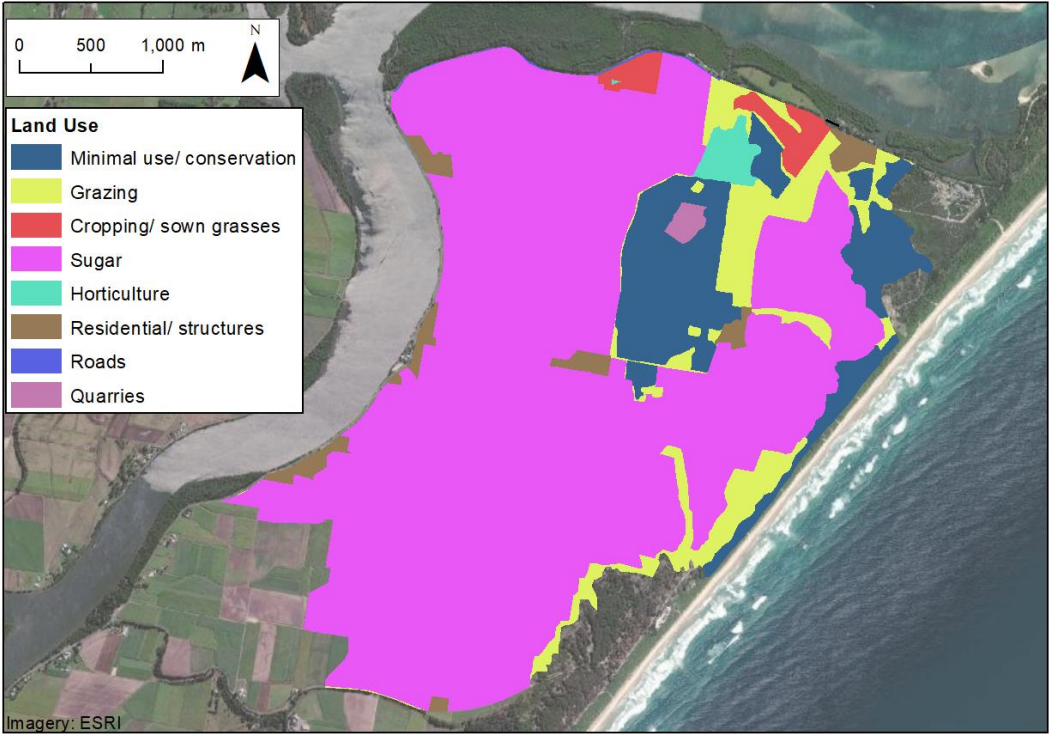 0 500 1,000 m
N
Land Use
Minimal use/ conservation
Grazing
Cropping/ sown grasses
Sugar
Horticulture
Residential/ structures
Roads
Quarries
Imagery: ESRI